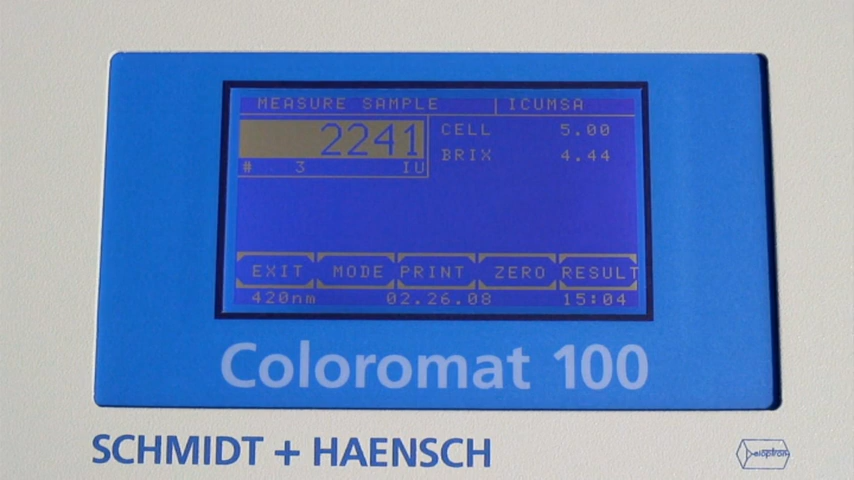 MEASURE SAMPLE | ICUMSA
2241
# 3 IU
CELL 5.00
BRIX 4.44
EXIT MODE PRINT ZERO RESULT
420nm 02.26.08 15:04
Coloromat 100
SCHMIDT + HAENSCH